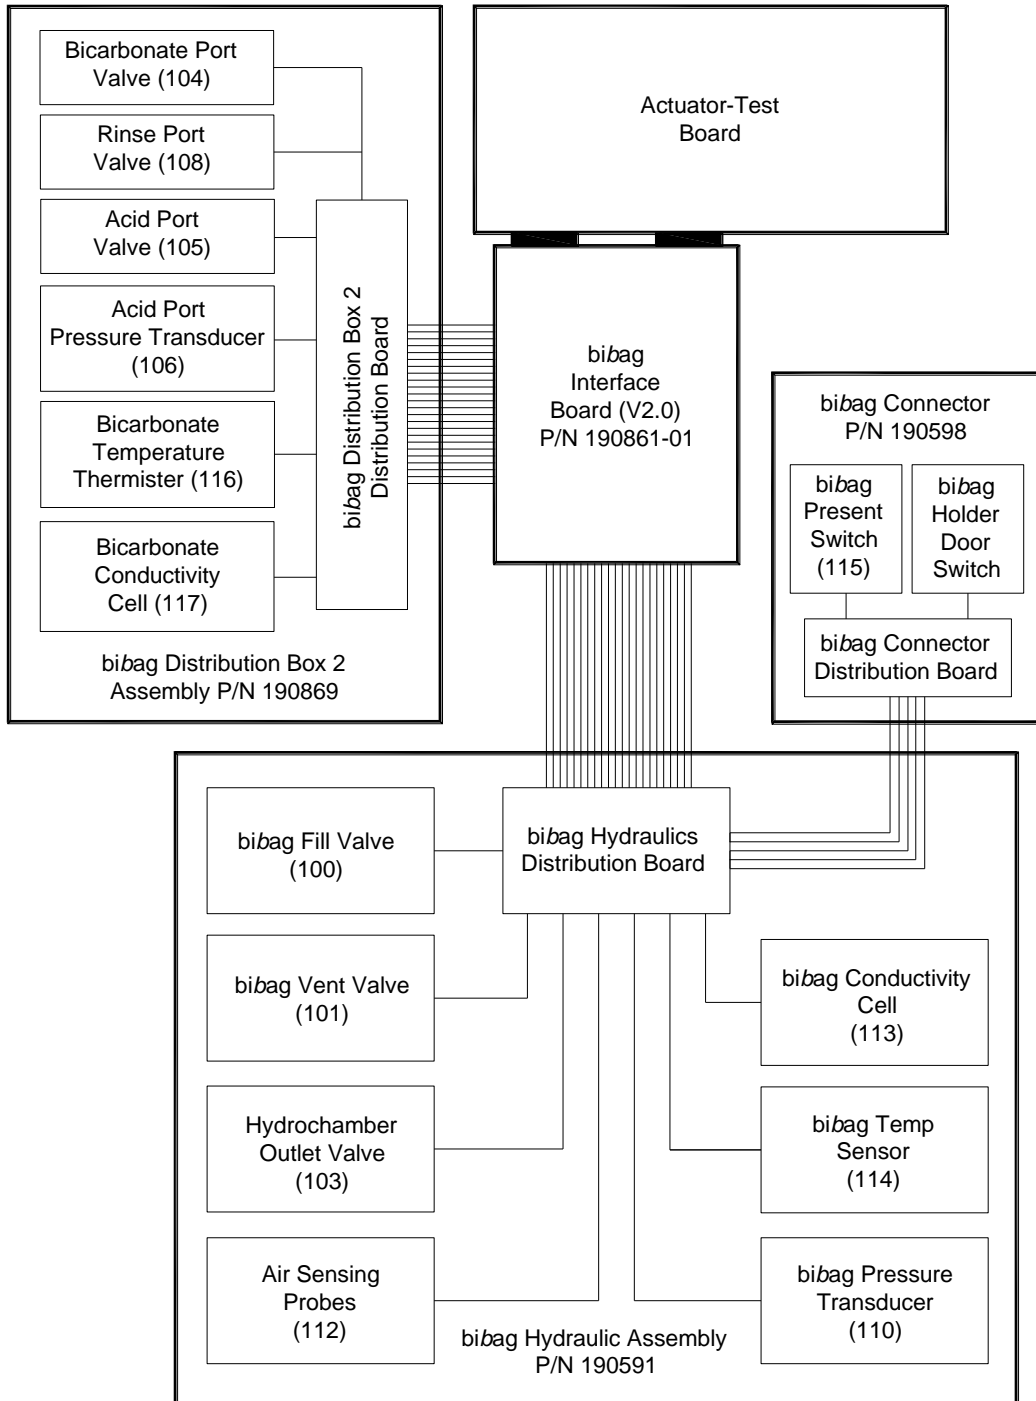 Bicarbonate Port
Valve (104)
Rinse Port
Valve (108)
Acid Port
Valve (105)
Acid Port
Pressure Transducer
(106)
Bicarbonate
Temperature
Thermister (116)
Bicarbonate
Conductivity
Cell (117)
bibag Distribution Box 2
Distribution Board
bibag Distribution Box 2
Assembly P/N 190869
Actuator-Test
Board
bibag
Interface
Board (V2.0)
P/N 190861-01
bibag Connector
P/N 190598
bibag
Present
Switch
(115)
bibag
Holder
Door
Switch
bibag Connector
Distribution Board
bibag Hydraulics
Distribution Board
bibag Fill Valve
(100)
bibag Vent Valve
(101)
Hydrochamber
Outlet Valve
(103)
Air Sensing
Probes
(112)
bibag Conductivity
Cell
(113)
bibag Temp
Sensor
(114)
bibag Pressure
Transducer
(110)
bibag Hydraulic Assembly
P/N 190591